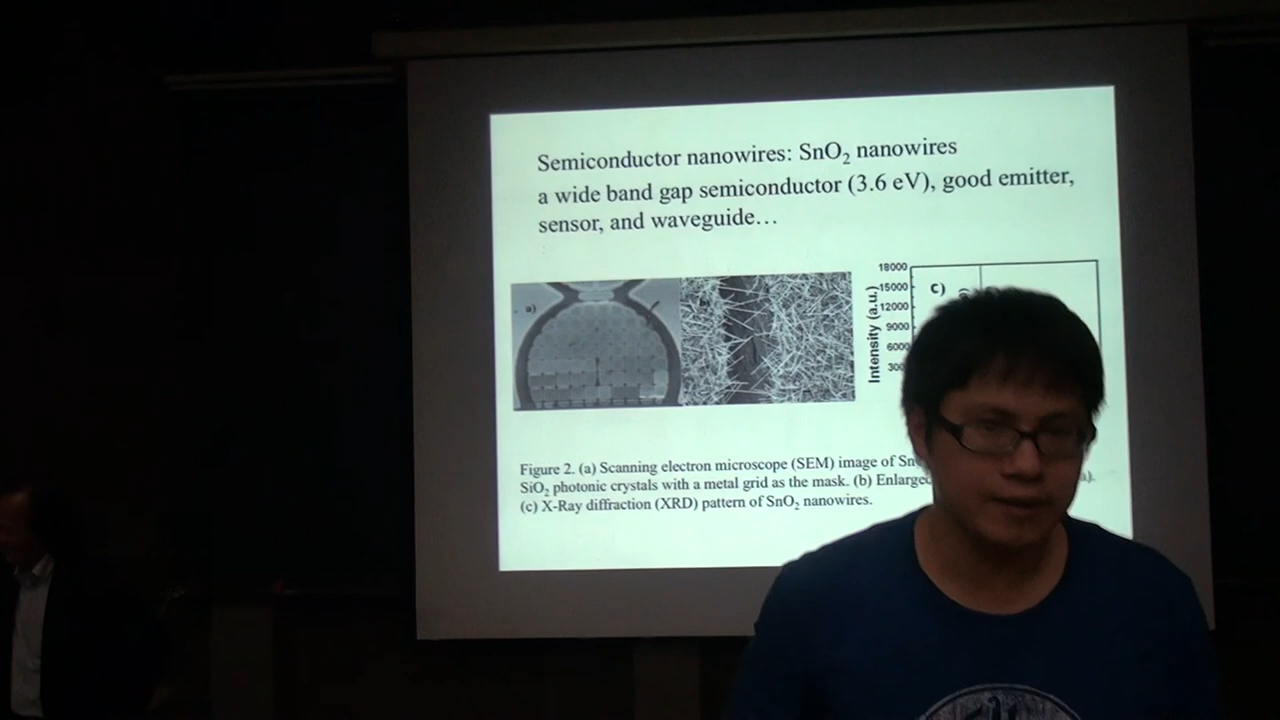 Semiconductor nanowires: SnO₂ nanowires
a wide band gap semiconductor (3.6 eV), good emitter,
sensor, and waveguide…
a)
c)
18000
15000
12000
9000
6000
Intensity (a.u.)
Figure 2. (a) Scanning electron microscope (SEM) image of
SiO₂ photonic crystals with a metal grid as the mask. (b) Enlarged
(c) X-Ray diffraction (XRD) pattern of SnO₂ nanowires.